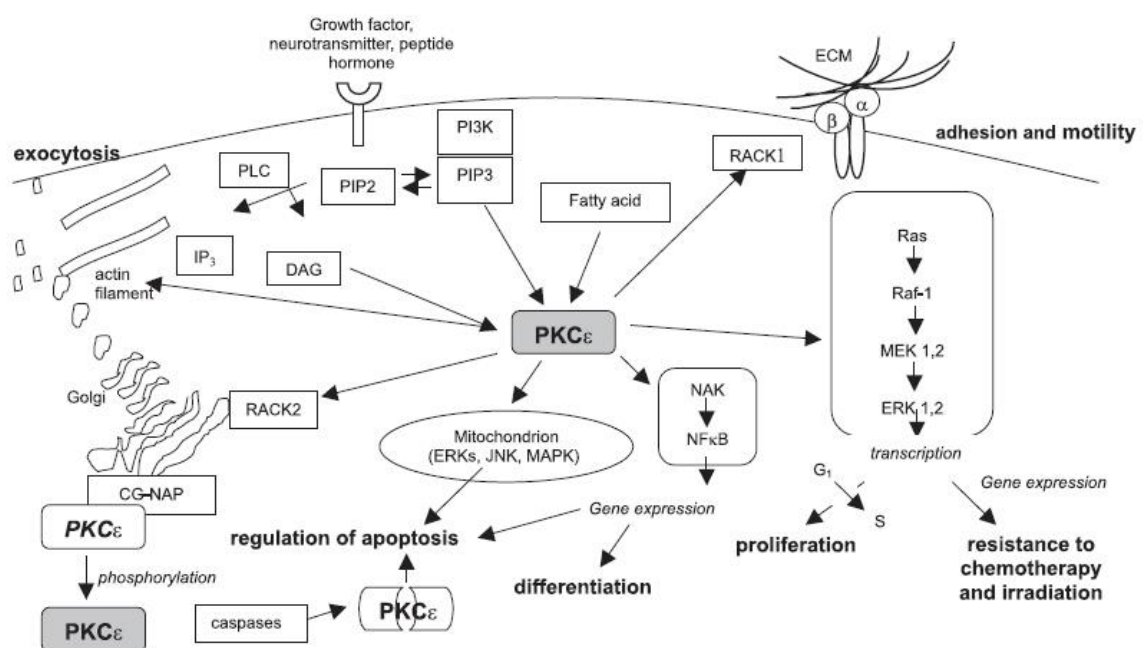 Growth factor,
neurotransmitter, peptide
hormone
ECM
α
β
adhesion and motility
exocytosis
PI3K
PLC
PIP2
PIP3
RACK1
Fatty acid
IP₃
DAG
actin
filament
PKCε
Ras
Raf-1
MEK 1,2
ERK 1,2
transcription
Golgi
RACK2
Mitochondrion
(ERKs, JNK, MAPK)
NAK
NFκB
CG-NAP
PKCε
phosphorylation
PKCε
regulation of apoptosis
Gene expression
differentiation
caspases
PKCε
G₁
S
proliferation
Gene expression
resistance to
chemotherapy
and irradiation